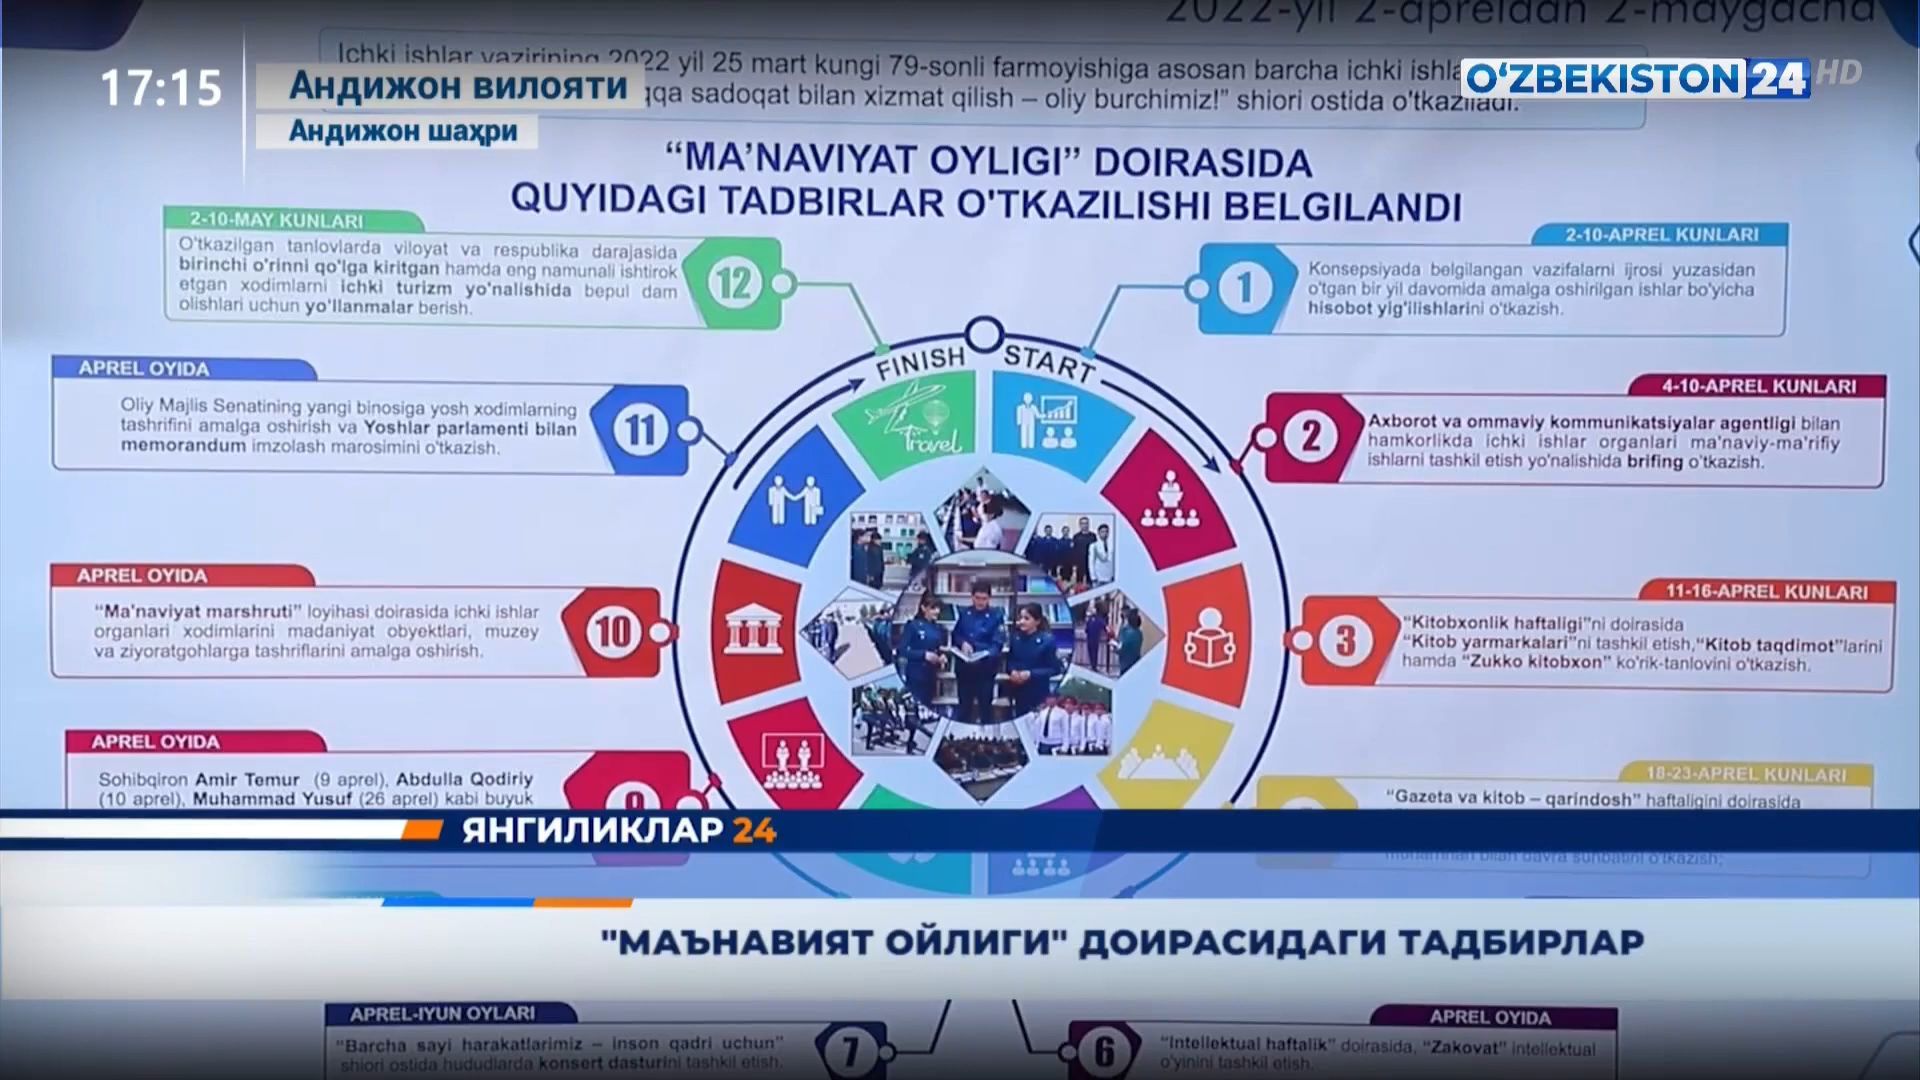 2022-yil 2-apreldan 2-maygacha
17:15
Андижон вилояти
Андижон шаҳри
O‘ZBEKISTON 24 HD
Ichki ishlar vazirining 2022 yil 25 mart kungi 79-sonli farmoyishiga asosan barcha ichki ishla
sadoqat bilan xizmat qilish – oliy burchimiz!” shiori ostida o'tkaziladi.
“MA’NAVIYAT OYLIGI” DOIRASIDA
QUYIDAGI TADBIRLAR O'TKAZILISHI BELGILANDI
2-10-MAY KUNLARI
O'tkazilgan tanlovlarda viloyat va respublika darajasida
birinchi o'rinni qo'lga kiritgan hamda eng namunali ishtirok
etgan xodimlarni ichki turizm yo'nalishida bepul dam
olishlari uchun yo'llanmalar berish.
12
2-10-APREL KUNLARI
1
Konsepsiyada belgilangan vazifalarni ijrosi yuzasidan
o'tgan bir yil davomida amalga oshirilgan ishlar bo'yicha
hisobot yig'ilishlarini o'tkazish.
FINISH START
Travel
APREL OYIDA
Oliy Majlis Senatining yangi binosiga yosh xodimlarning
tashrifini amalga oshirish va Yoshlar parlamenti bilan
memorandum imzolash marosimini o'tkazish.
11
4-10-APREL KUNLARI
2
Axborot va ommaviy kommunikatsiyalar agentligi bilan
hamkorlikda ichki ishlar organlari ma'naviy-ma'rifiy
ishlarni tashkil etish yo'nalishida brifing o'tkazish.
APREL OYIDA
“Ma'naviyat marshruti” loyihasi doirasida ichki ishlar
organlari xodimlarini madaniyat obyektlari, muzey
va ziyoratgohlarga tashriflarini amalga oshirish.
10
11-16-APREL KUNLARI
3
“Kitobxonlik haftaligi”ni doirasida
“Kitob yarmarkalari”ni tashkil etish,“Kitob taqdimot”larini
hamda “Zukko kitobxon” ko'rik-tanlovini o'tkazish.
APREL OYIDA
Sohibqiron Amir Temur (9 aprel), Abdulla Qodiriy
(10 aprel), Muhammad Yusuf (26 aprel) kabi buyuk
9
18-23-APREL KUNLARI
“Gazeta va kitob – qarindosh” haftaligini doirasida
bilan davra suhbatini o'tkazish;
ЯНГИЛИКЛАР 24
"МАЪНАВИЯТ ОЙЛИГИ" ДОИРАСИДАГИ ТАДБИРЛАР
APREL-IYUN OYLARI
“Barcha sayi harakatlarimiz – inson qadri uchun”
shiori ostida hududlarda konsert dasturini tashkil etish.
7
APREL OYIDA
6
“Intellektual haftalik” doirasida, “Zakovat” intellektual
o'yinini tashkil etish.